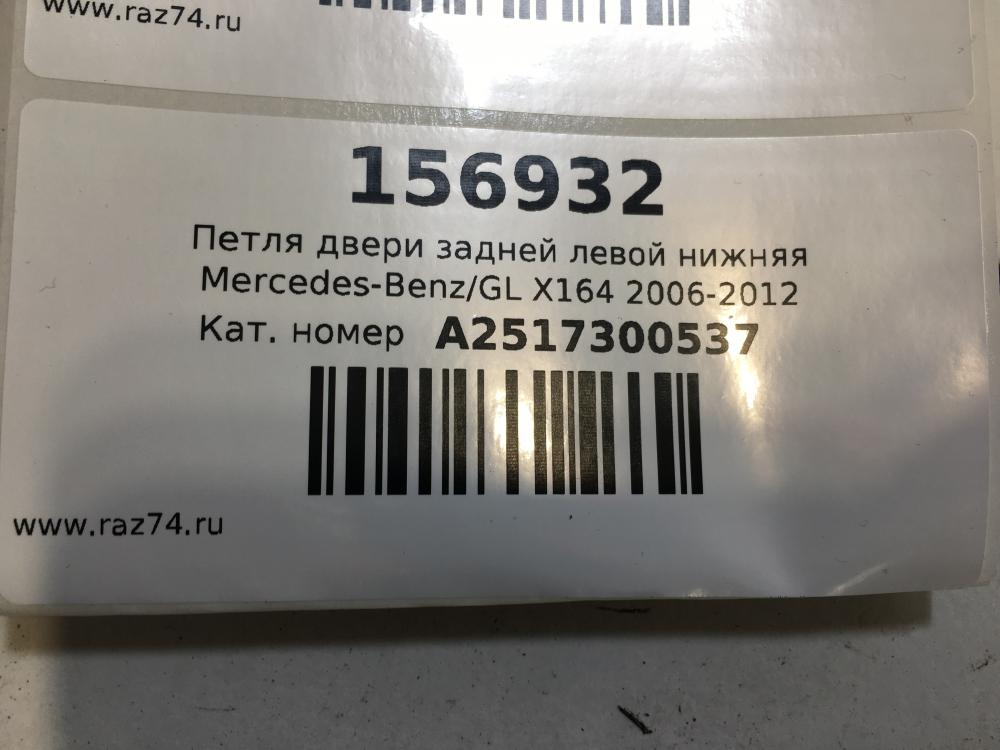 www.raz74.ru
156932
Петля двери задней левой нижняя
Mercedes-Benz/GL X164 2006-2012
Кат. номер A2517300537
www.raz74.ru